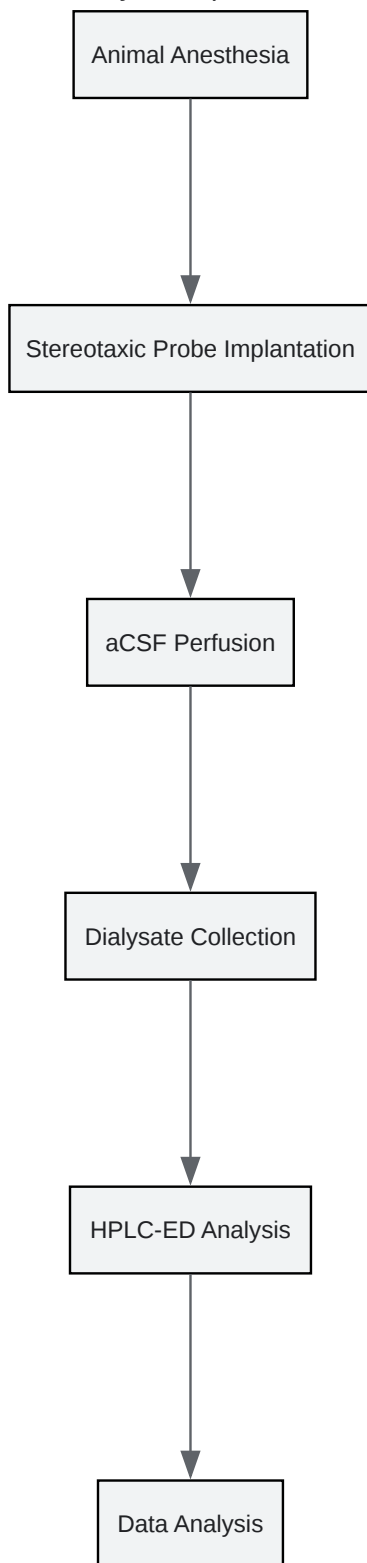 Animal Anesthesia
Stereotaxic Probe Implantation
aCSF Perfusion
Dialysate Collection
HPLC-ED Analysis
Data Analysis